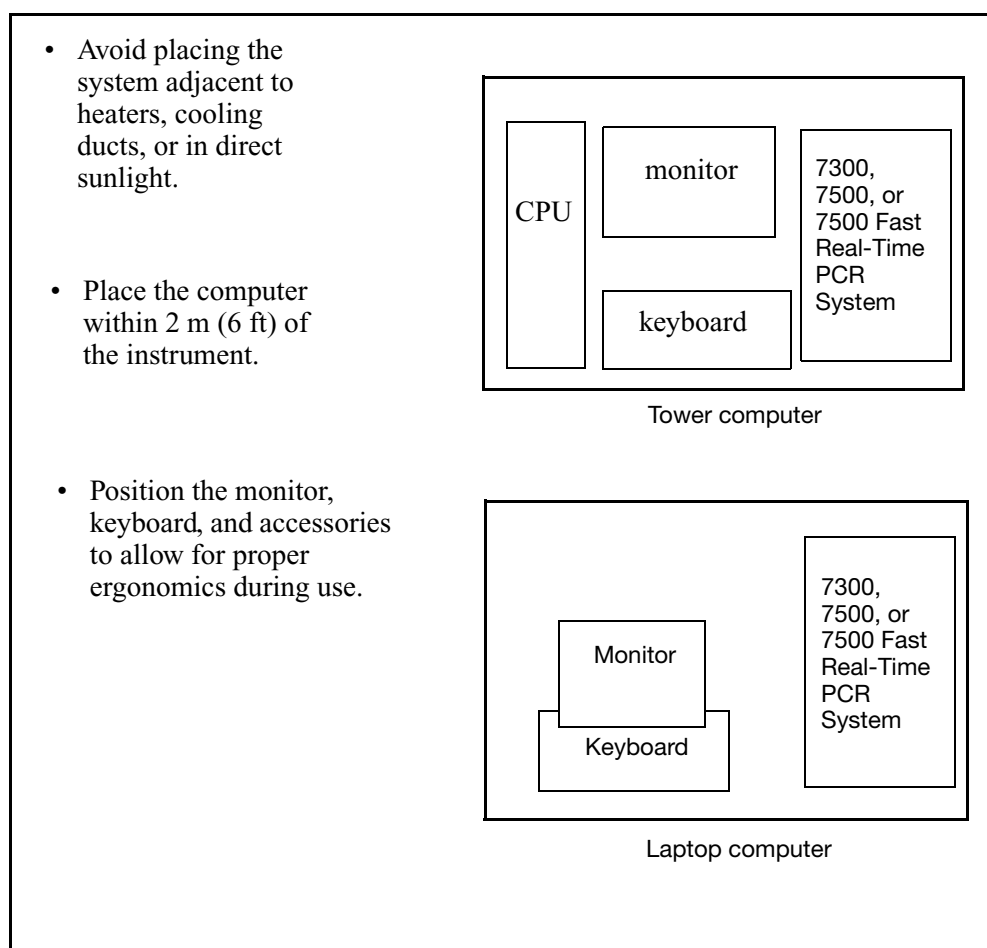 • Avoid placing the
system adjacent to
heaters, cooling
ducts, or in direct
sunlight.
• Place the computer
within 2 m (6 ft) of
the instrument.
• Position the monitor,
keyboard, and accessories
to allow for proper
ergonomics during use.
CPU
monitor
keyboard
7300,
7500, or
7500 Fast
Real-Time
PCR
System
Tower computer
Monitor
Keyboard
7300,
7500, or
7500 Fast
Real-Time
PCR
System
Laptop computer